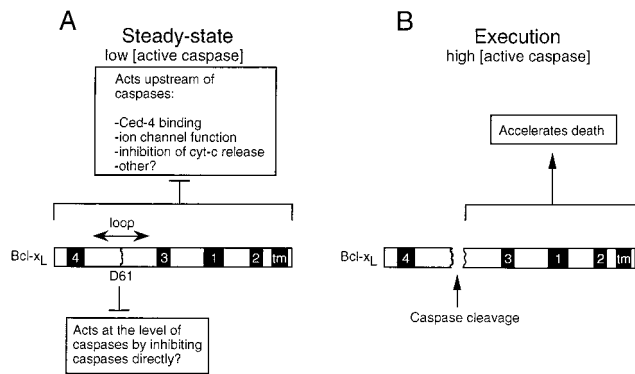 A
Steady-state
low [active caspase]
Acts upstream of
caspases:
-Ced-4 binding
-ion channel function
-inhibition of cyt-c release
-other?
loop
Bcl-xL
4
3
1
2
tm
D61
Acts at the level of
caspases by inhibiting
caspases directly?
B
Execution
high [active caspase]
Accelerates death
Bcl-xL
4
3
1
2
tm
Caspase cleavage